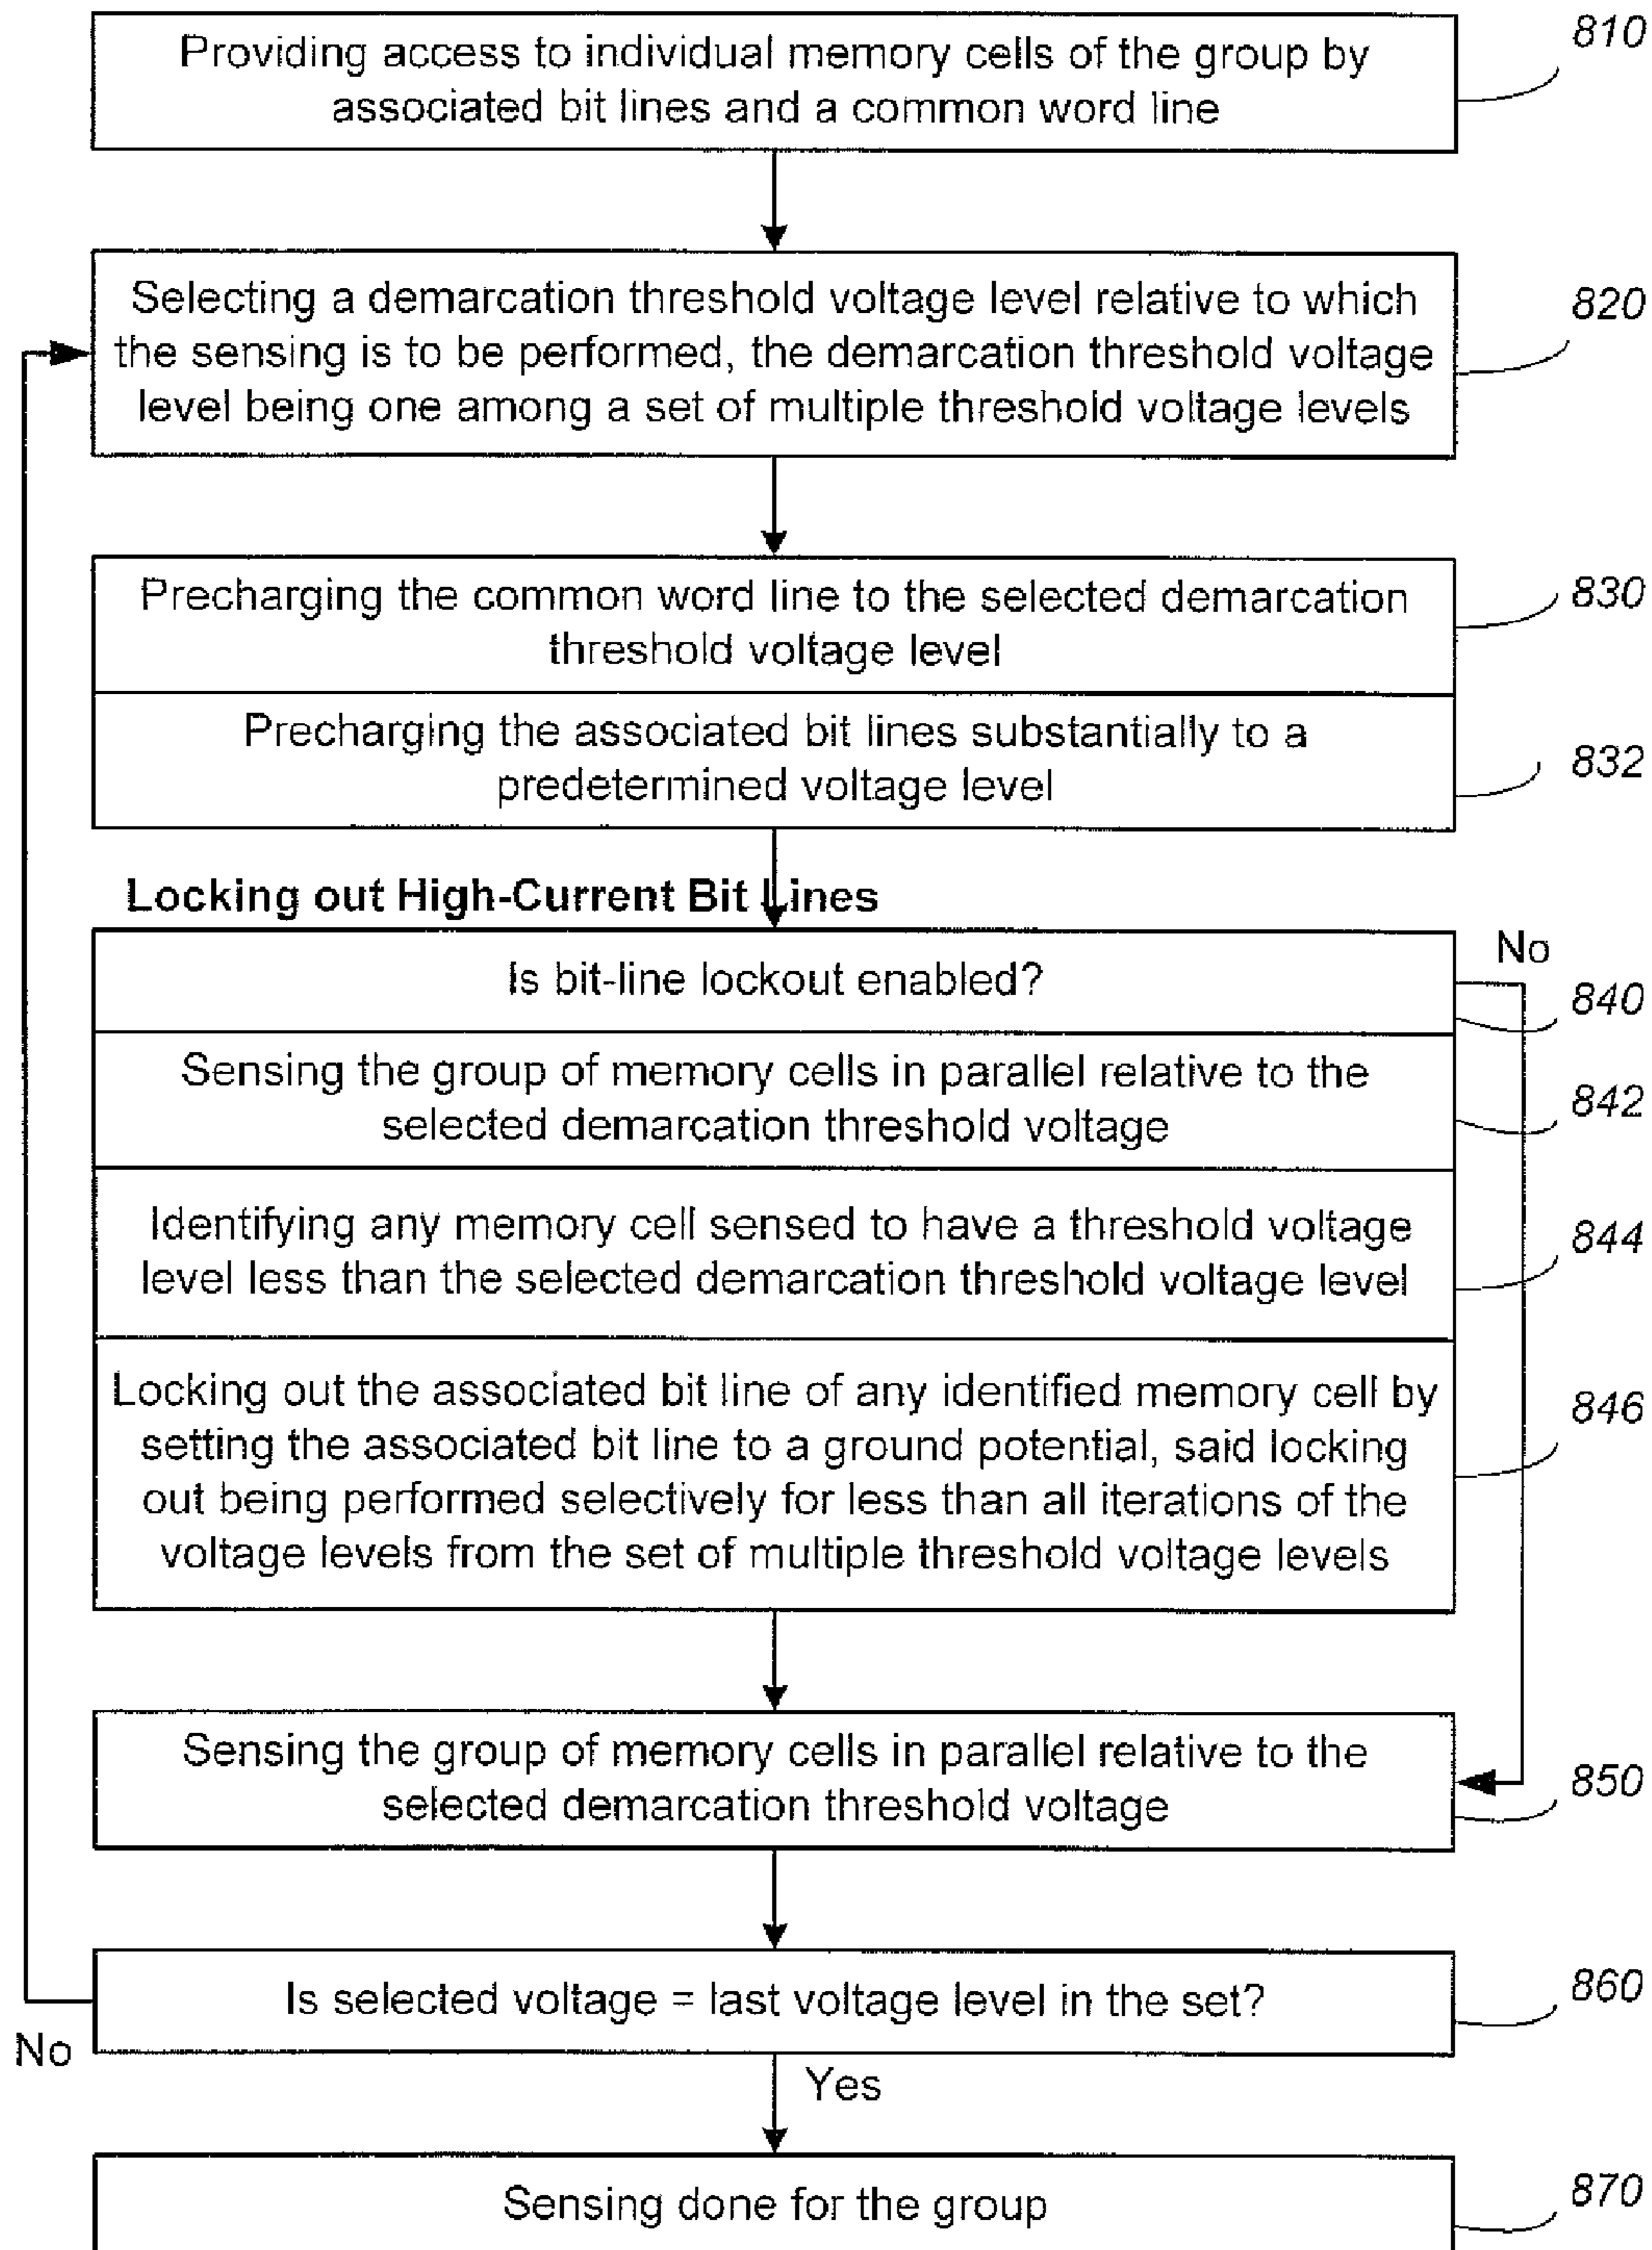 Providing access to individual memory cells of the group by
associated bit lines and a common word line
810
Selecting a demarcation threshold voltage level relative to which
the sensing is to be performed, the demarcation threshold voltage
level being one among a set of multiple threshold voltage levels
820
Precharging the common word line to the selected demarcation
threshold voltage level
830
Precharging the associated bit lines substantially to a
predetermined voltage level
832
Locking out High-Current Bit Lines
Is bit-line lockout enabled?
No
840
Sensing the group of memory cells in parallel relative to the
selected demarcation threshold voltage
842
Identifying any memory cell sensed to have a threshold voltage
level less than the selected demarcation threshold voltage level
844
Locking out the associated bit line of any identified memory cell by
setting the associated bit line to a ground potential, said locking
out being performed selectively for less than all iterations of the
voltage levels from the set of multiple threshold voltage levels
846
Sensing the group of memory cells in parallel relative to the
selected demarcation threshold voltage
850
Is selected voltage = last voltage level in the set?
860
No
Yes
Sensing done for the group
870